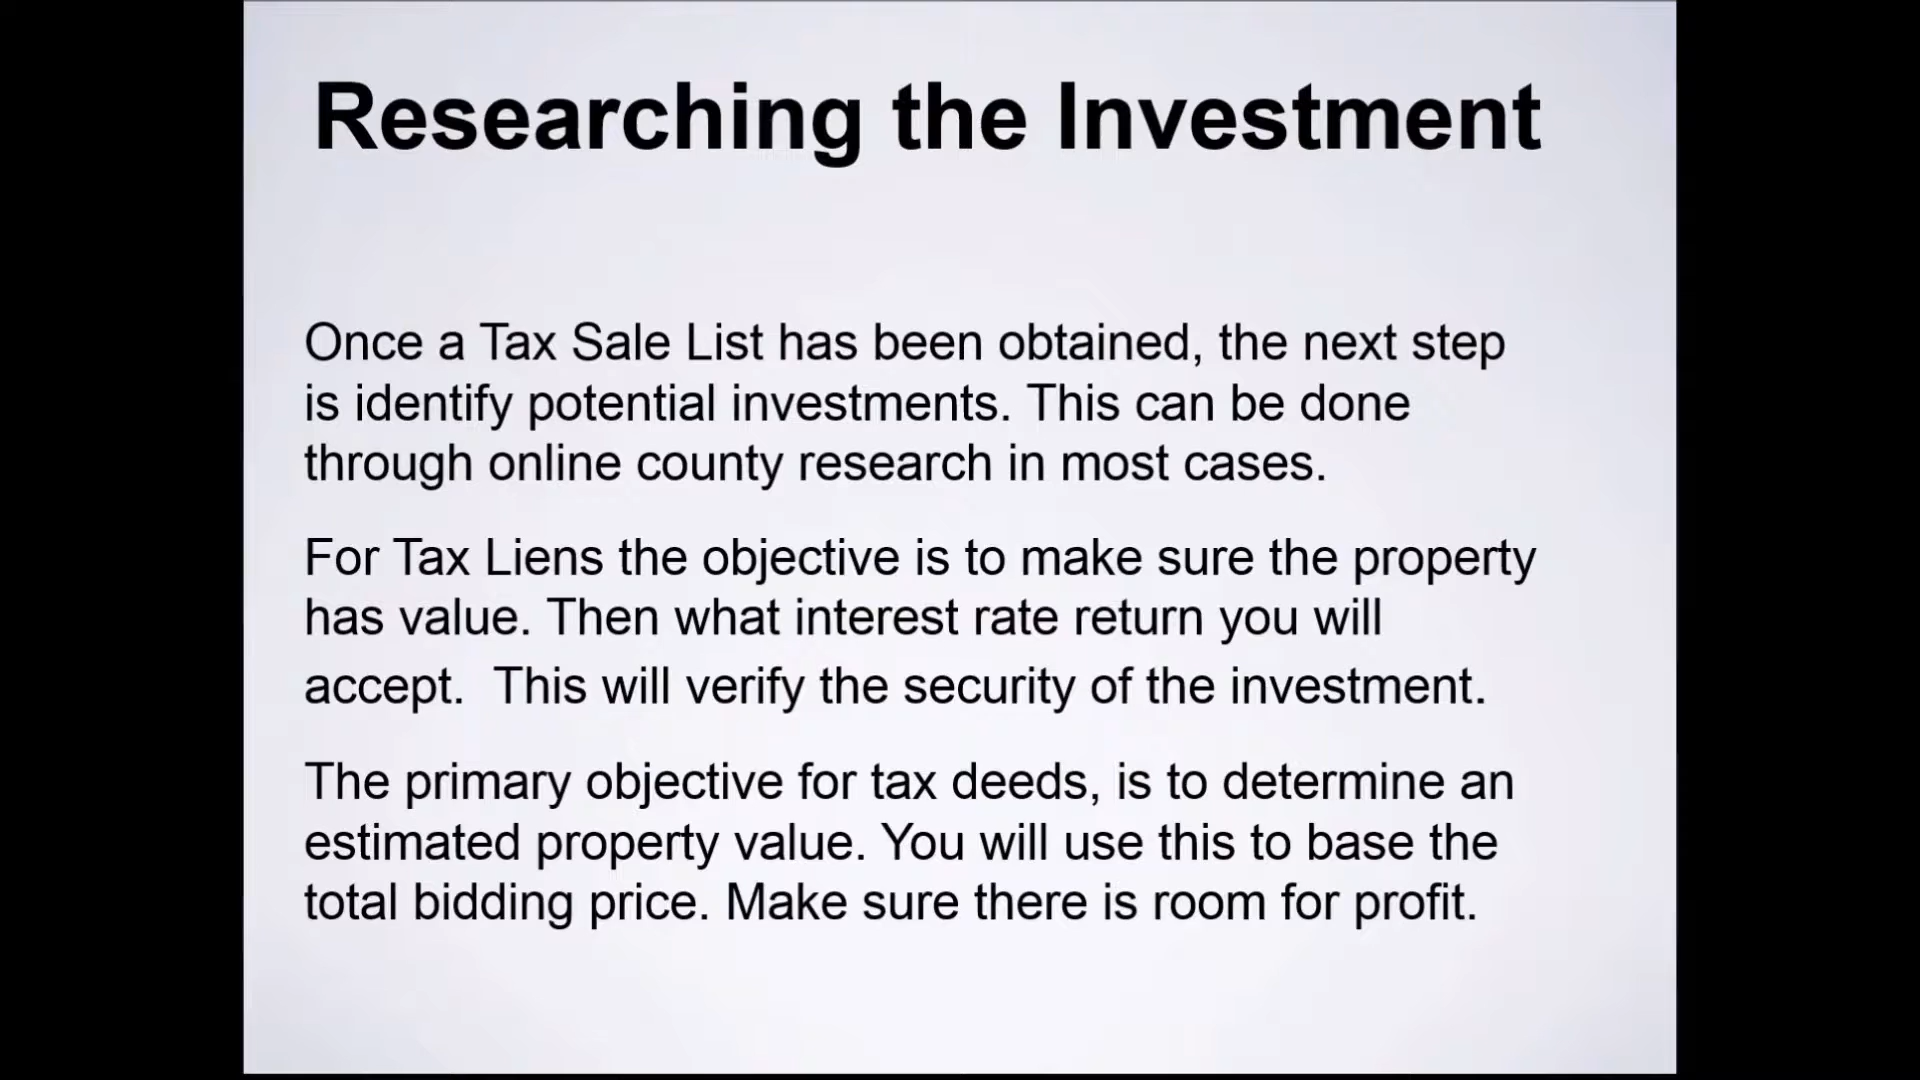 Researching the Investment
Once a Tax Sale List has been obtained, the next step
is identify potential investments. This can be done
through online county research in most cases.
For Tax Liens the objective is to make sure the property
has value. Then what interest rate return you will
accept.  This will verify the security of the investment.
The primary objective for tax deeds, is to determine an
estimated property value. You will use this to base the
total bidding price. Make sure there is room for profit.